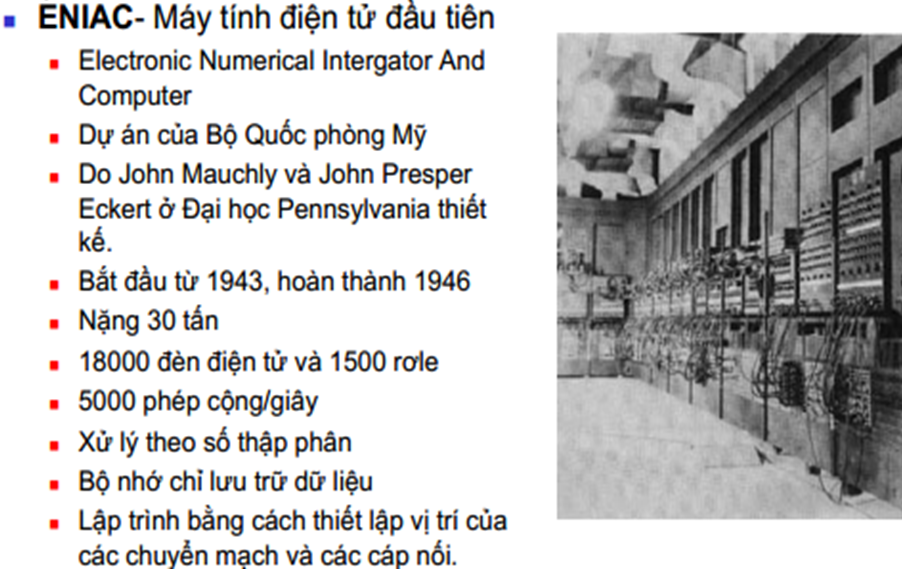 ENIAC- Máy tính điện tử đầu tiên
Electronic Numerical Intergator And
Computer
Dự án của Bộ Quốc phòng Mỹ
Do John Mauchly và John Presper
Eckert ở Đại học Pennsylvania thiết
kế.
Bắt đầu từ 1943, hoàn thành 1946
Nặng 30 tấn
18000 đèn điện tử và 1500 rơle
5000 phép cộng/giây
Xử lý theo số thập phân
Bộ nhớ chỉ lưu trữ dữ liệu
Lập trình bằng cách thiết lập vị trí của
các chuyển mạch và các cáp nối.